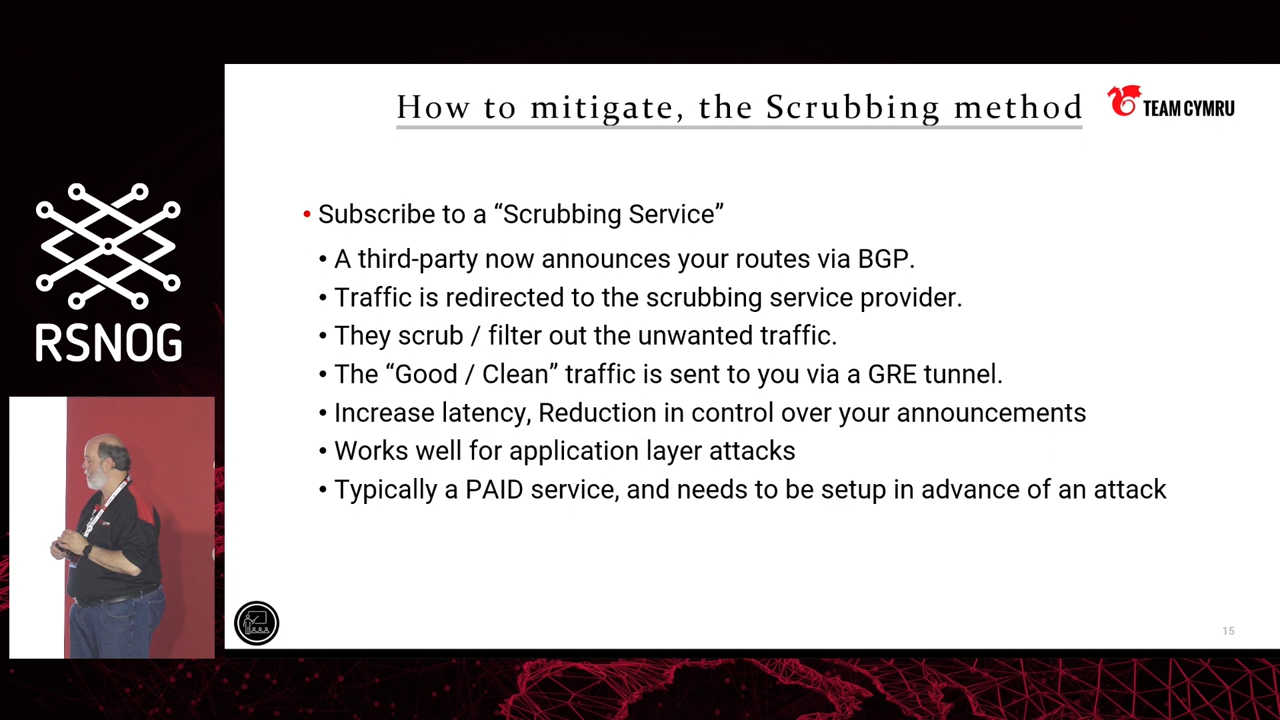 How to mitigate, the Scrubbing method
TEAM CYMRU
• Subscribe to a “Scrubbing Service”
• A third-party now announces your routes via BGP.
• Traffic is redirected to the scrubbing service provider.
• They scrub / filter out the unwanted traffic.
• The “Good / Clean” traffic is sent to you via a GRE tunnel.
• Increase latency, Reduction in control over your announcements
• Works well for application layer attacks
• Typically a PAID service, and needs to be setup in advance of an attack
RSNOG
15